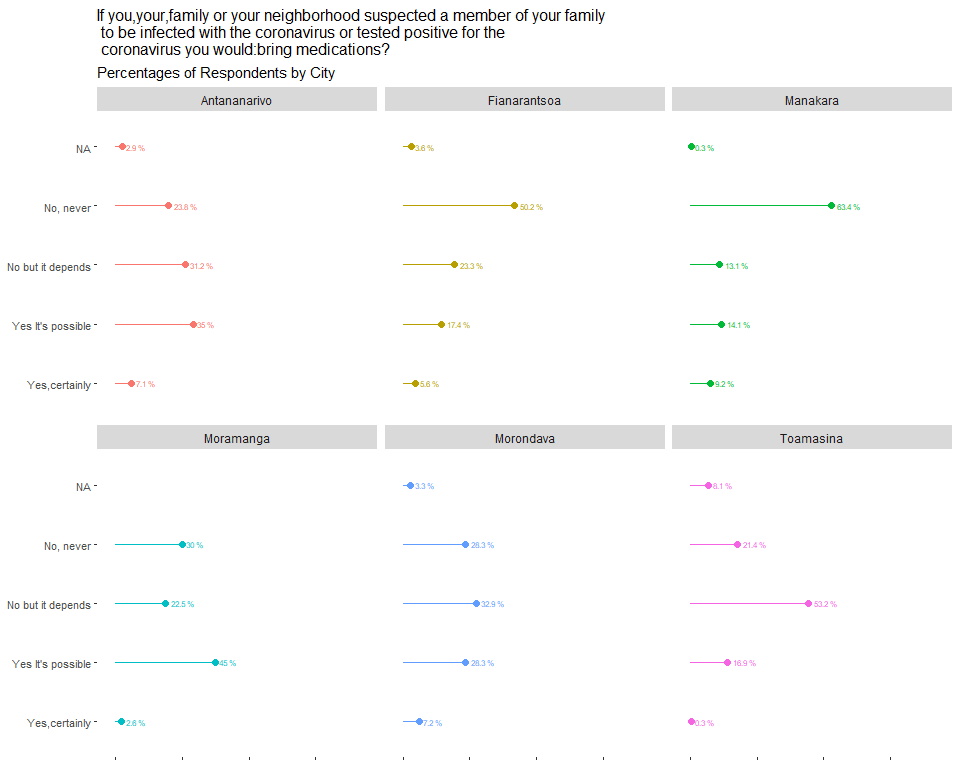 If you,your,family or your neighborhood suspected a member of your family
to be infected with the coronavirus or tested positive for the
coronavirus you would:bring medications?
Percentages of Respondents by City
Antananarivo
Fianarantsoa
Manakara
NA
2.9 %
3.6 %
0.3 %
No, never
23.8 %
50.2 %
63.4 %
No but it depends
31.2 %
23.3 %
13.1 %
Yes It's possible
35 %
17.4 %
14.1 %
Yes,certainly
7.1 %
5.6 %
9.2 %
Moramanga
Morondava
Toamasina
NA
3.3 %
8.1 %
No, never
30 %
28.3 %
21.4 %
No but it depends
22.5 %
32.9 %
53.2 %
Yes It's possible
45 %
28.3 %
16.9 %
Yes,certainly
2.6 %
7.2 %
0.3 %